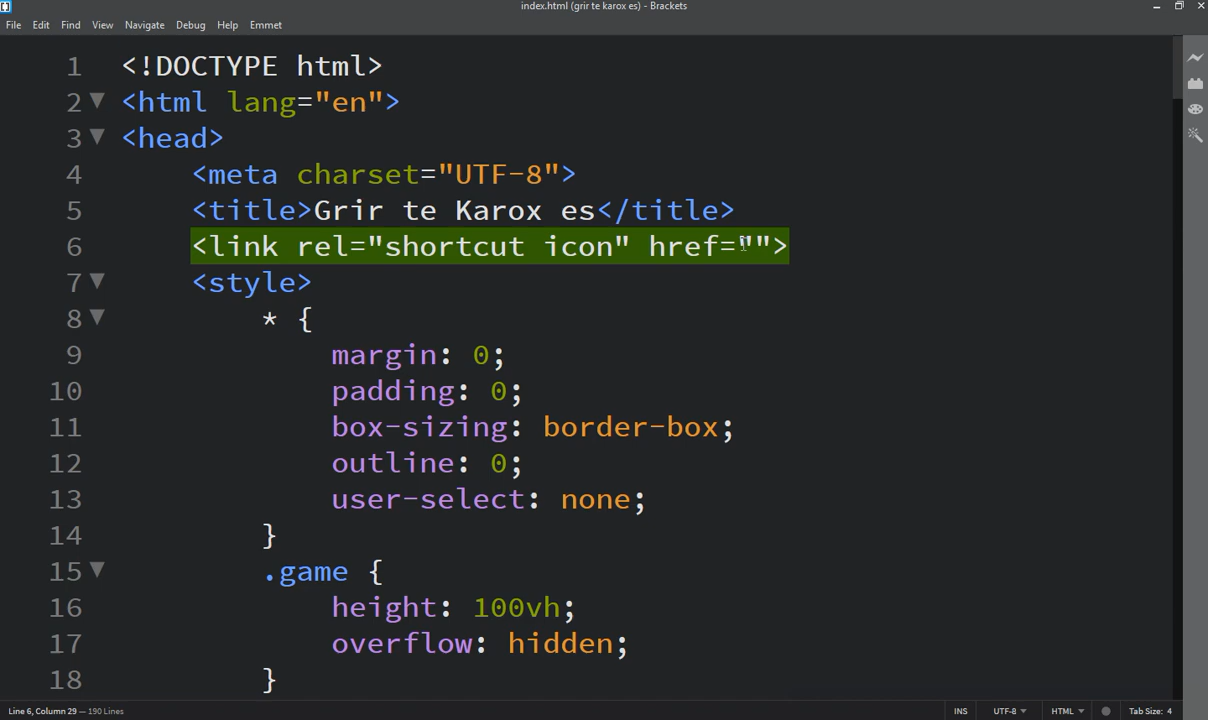 index.html (grir te karox es) - Brackets
File Edit Find View Navigate Debug Help Emmet
1 <!DOCTYPE html>
2 <html lang="en">
3 <head>
4 <meta charset="UTF-8">
5 <title>Grir te Karox es</title>
6 <link rel="shortcut icon" href="">
7 <style>
8 * {
9 margin: 0;
10 padding: 0;
11 box-sizing: border-box;
12 outline: 0;
13 user-select: none;
14 }
15 .game {
16 height: 100vh;
17 overflow: hidden;
18 }
Line 6, Column 29 — 190 Lines INS UTF-8 HTML Tab Size: 4